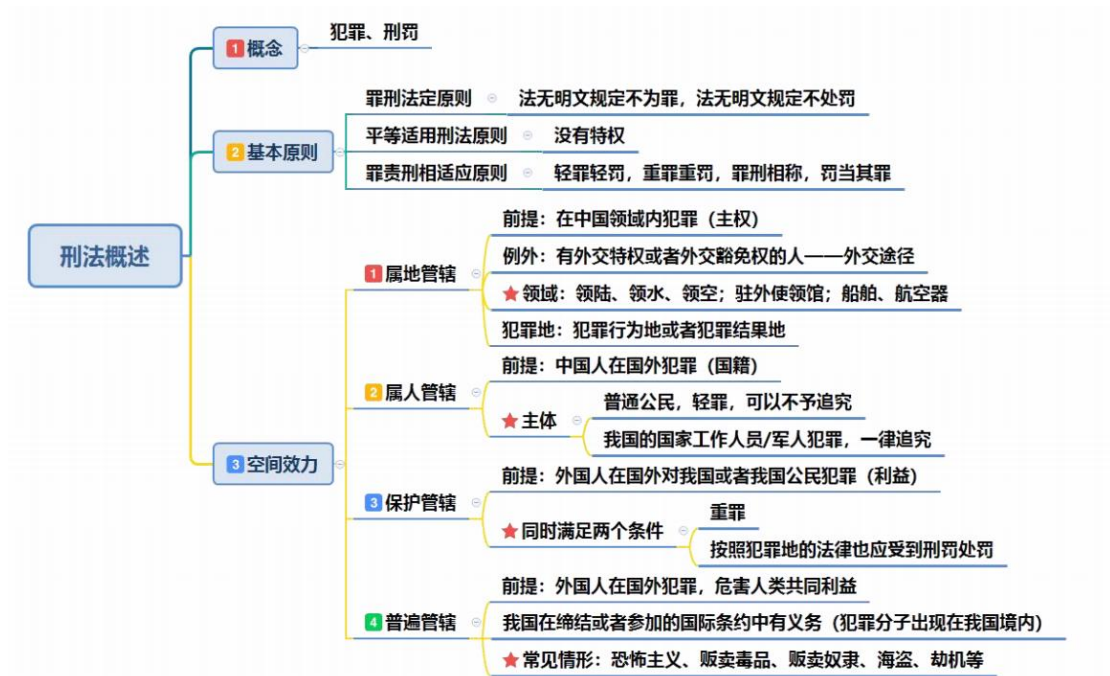 刑法概述
1 概念
犯罪、刑罚
2 基本原则
罪刑法定原则
法无明文规定不为罪，法无明文规定不处罚
平等适用刑法原则
没有特权
罪责刑相适应原则
轻罪轻罚，重罪重罚，罪刑相称，罚当其罪
3 空间效力
1 属地管辖
前提：在中国领域内犯罪（主权）
例外：有外交特权或者外交豁免权的人——外交途径
领域：领陆、领水、领空；驻外使领馆；船舶、航空器
犯罪地：犯罪行为地或者犯罪结果地
2 属人管辖
前提：中国人在国外犯罪（国籍）
主体
普通公民，轻罪，可以不予追究
我国的国家工作人员/军人犯罪，一律追究
3 保护管辖
前提：外国人在国外对我国或者我国公民犯罪（利益）
同时满足两个条件
重罪
按照犯罪地的法律也应受到刑罚处罚
4 普遍管辖
前提：外国人在国外犯罪，危害人类共同利益
我国在缔结或者参加的国际条约中有义务（犯罪分子出现在我国境内）
常见情形：恐怖主义、贩卖毒品、贩卖奴隶、海盗、劫机等